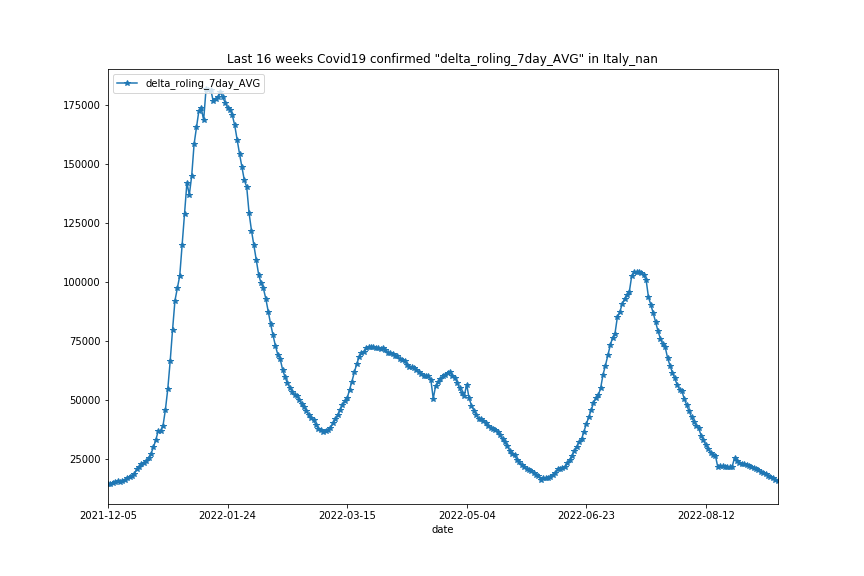 Last 16 weeks Covid19 confirmed "delta_roling_7day_AVG" in Italy_nan
delta_roling_7day_AVG
175000
150000
125000
100000
75000
50000
25000
2021-12-05 2022-01-24 2022-03-15 2022-05-04 2022-06-23 2022-08-12
date